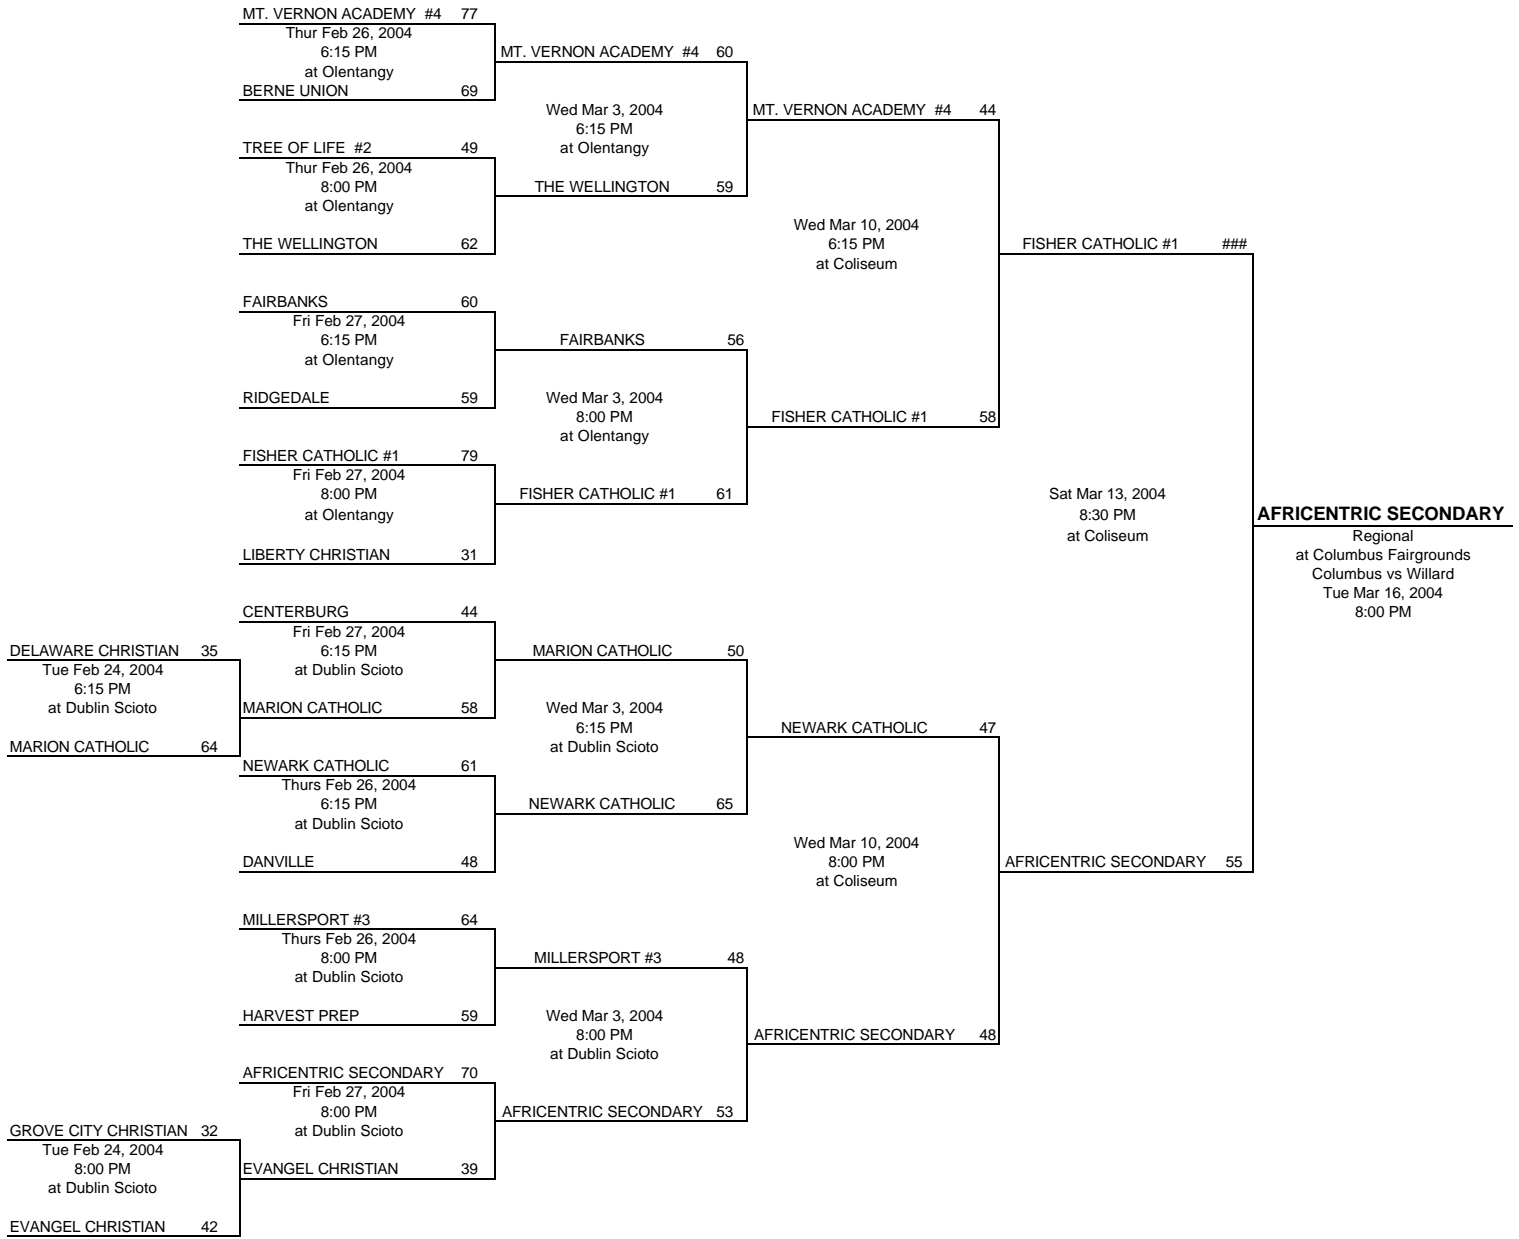 MT. VERNON ACADEMY #4 77
Thur Feb 26, 2004
6:15 PM
at Olentangy
BERNE UNION 69
TREE OF LIFE #2 49
Thur Feb 26, 2004
8:00 PM
at Olentangy
THE WELLINGTON 62
FAIRBANKS 60
Fri Feb 27, 2004
6:15 PM
at Olentangy
RIDGEDALE 59
FISHER CATHOLIC #1 79
Fri Feb 27, 2004
8:00 PM
at Olentangy
LIBERTY CHRISTIAN 31
DELAWARE CHRISTIAN 35
Tue Feb 24, 2004
6:15 PM
at Dublin Scioto
MARION CATHOLIC 64
CENTERBURG 44
Fri Feb 27, 2004
6:15 PM
at Dublin Scioto
MARION CATHOLIC 58
NEWARK CATHOLIC 61
Thurs Feb 26, 2004
6:15 PM
at Dublin Scioto
DANVILLE 48
MILLERSPORT #3 64
Thurs Feb 26, 2004
8:00 PM
at Dublin Scioto
HARVEST PREP 59
GROVE CITY CHRISTIAN 32
Tue Feb 24, 2004
8:00 PM
at Dublin Scioto
EVANGEL CHRISTIAN 42
AFRICENTRIC SECONDARY 70
Fri Feb 27, 2004
8:00 PM
at Dublin Scioto
EVANGEL CHRISTIAN 39
MT. VERNON ACADEMY #4 60
Wed Mar 3, 2004
6:15 PM
at Olentangy
THE WELLINGTON 59
FAIRBANKS 56
Wed Mar 3, 2004
8:00 PM
at Olentangy
FISHER CATHOLIC #1 61
MARION CATHOLIC 50
Wed Mar 3, 2004
6:15 PM
at Dublin Scioto
NEWARK CATHOLIC 65
MILLERSPORT #3 48
Wed Mar 3, 2004
8:00 PM
at Dublin Scioto
AFRICENTRIC SECONDARY 53
MT. VERNON ACADEMY #4 44
Wed Mar 10, 2004
6:15 PM
at Coliseum
FISHER CATHOLIC #1 58
NEWARK CATHOLIC 47
Wed Mar 10, 2004
8:00 PM
at Coliseum
AFRICENTRIC SECONDARY 48
FISHER CATHOLIC #1 ###
Sat Mar 13, 2004
8:30 PM
at Coliseum
AFRICENTRIC SECONDARY 55
AFRICENTRIC SECONDARY
Regional
at Columbus Fairgrounds
Columbus vs Willard
Tue Mar 16, 2004
8:00 PM